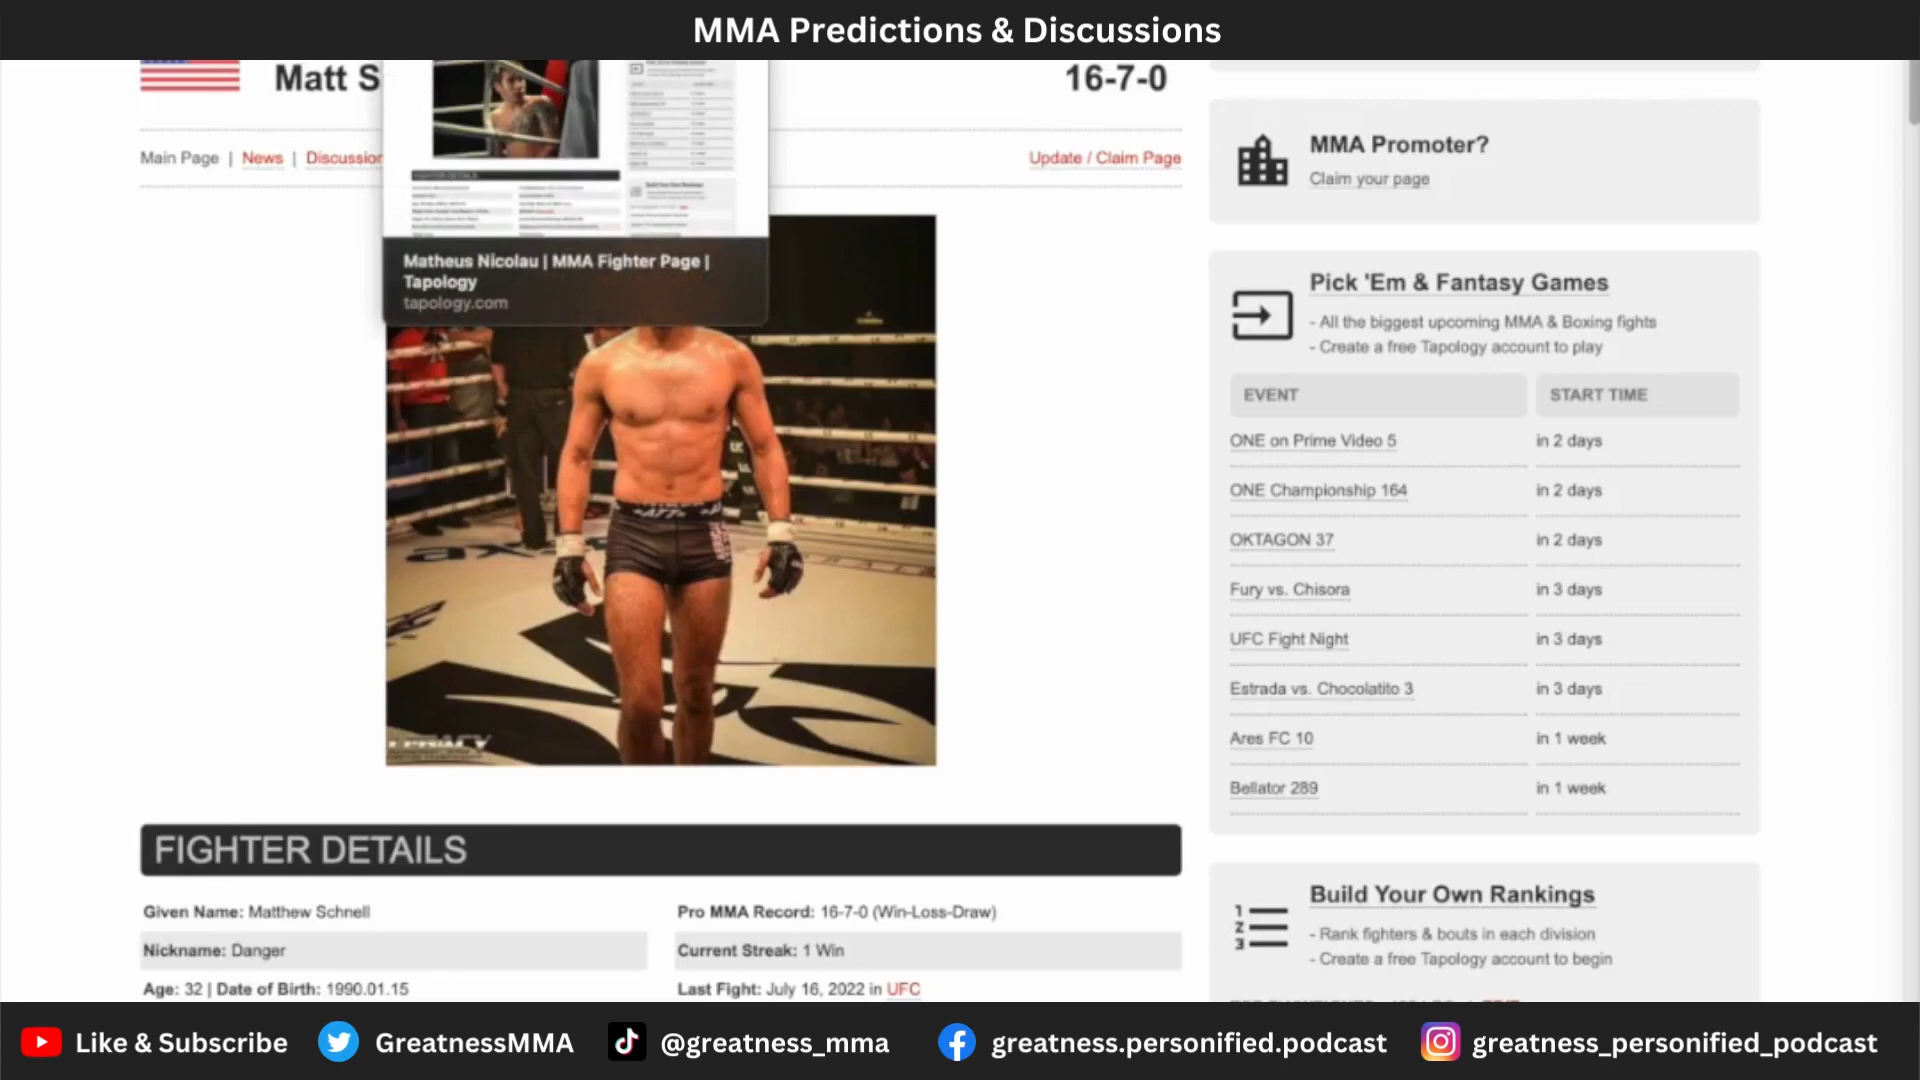 MMA Predictions & Discussions
Matt S
16-7-0
Main Page | News | Discussion
Update / Claim Page
Matheus Nicolau | MMA Fighter Page |
Tapology
tapology.com
FIGHTER DETAILS
Given Name: Matthew Schnell
Pro MMA Record: 16-7-0 (Win-Loss-Draw)
Nickname: Danger
Current Streak: 1 Win
Age: 32 | Date of Birth: 1990.01.15
Last Fight: July 16, 2022 in UFC
MMA Promoter?
Claim your page
Pick 'Em & Fantasy Games
- All the biggest upcoming MMA & Boxing fights
- Create a free Tapology account to play
EVENT START TIME
ONE on Prime Video 5 in 2 days
ONE Championship 164 in 2 days
OKTAGON 37 in 2 days
Fury vs. Chisora in 3 days
UFC Fight Night in 3 days
Estrada vs. Chocolatito 3 in 3 days
Ares FC 10 in 1 week
Bellator 289 in 1 week
1
2
3
Build Your Own Rankings
- Rank fighters & bouts in each division
- Create a free Tapology account to begin
Like & Subscribe
GreatnessMMA
@greatness_mma
greatness.personified.podcast
greatness_personified_podcast